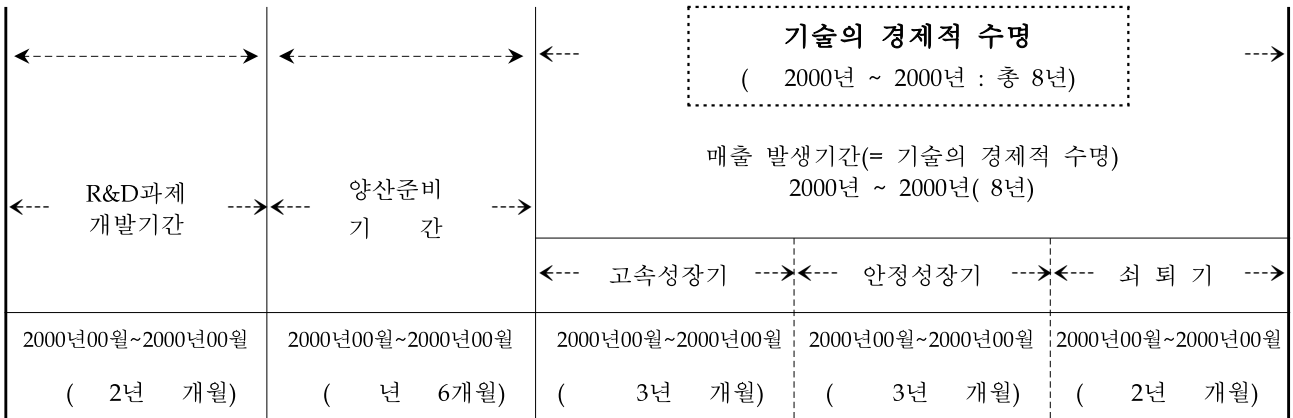 기술의 경제적 수명
( 2000년 ~ 2000년 : 총 8년)
매출 발생기간(= 기술의 경제적 수명)
2000년 ~ 2000년( 8년)
R&D과제
개발기간
양산준비
기 간
고속성장기
안정성장기
쇠 퇴 기
2000년00월~2000년00월
2000년00월~2000년00월
2000년00월~2000년00월
2000년00월~2000년00월
2000년00월~2000년00월
( 2년 개월)
( 년 6개월)
( 3년 개월)
( 3년 개월)
( 2년 개월)